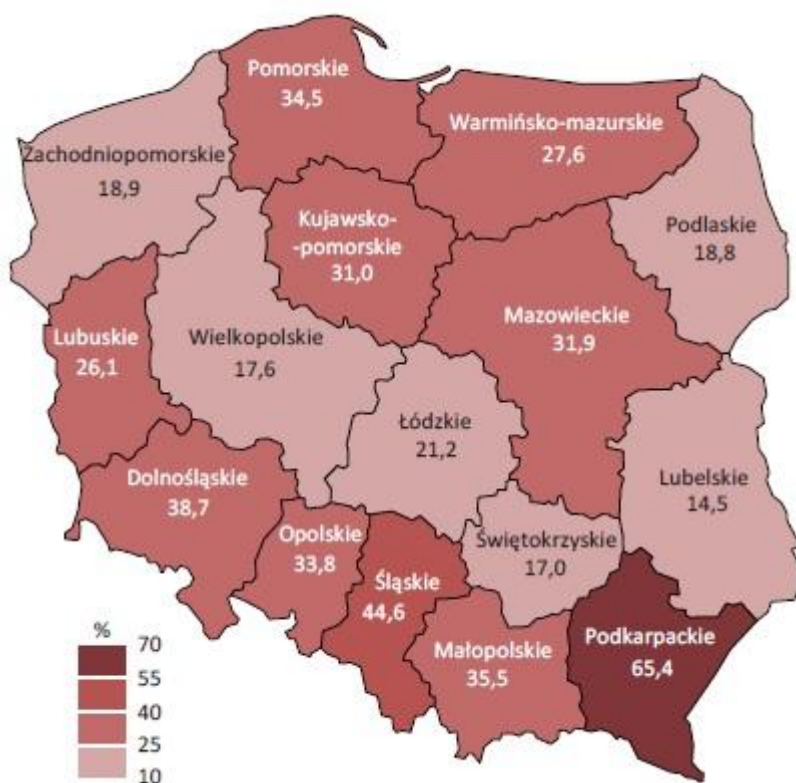 Pomorskie
34,5
Warmińsko-mazurskie
27,6
Zachodniopomorskie
18,9
Kujawsko-
-pomorskie
31,0
Podlaskie
18,8
Mazowieckie
31,9
Lubuskie
26,1
Wielkopolskie
17,6
Łódzkie
21,2
Lubelskie
14,5
Dolnośląskie
38,7
Opolskie
33,8
Świętokrzyskie
17,0
Śląskie
44,6
Małopolskie
35,5
Podkarpackie
65,4
%
70
55
40
25
10